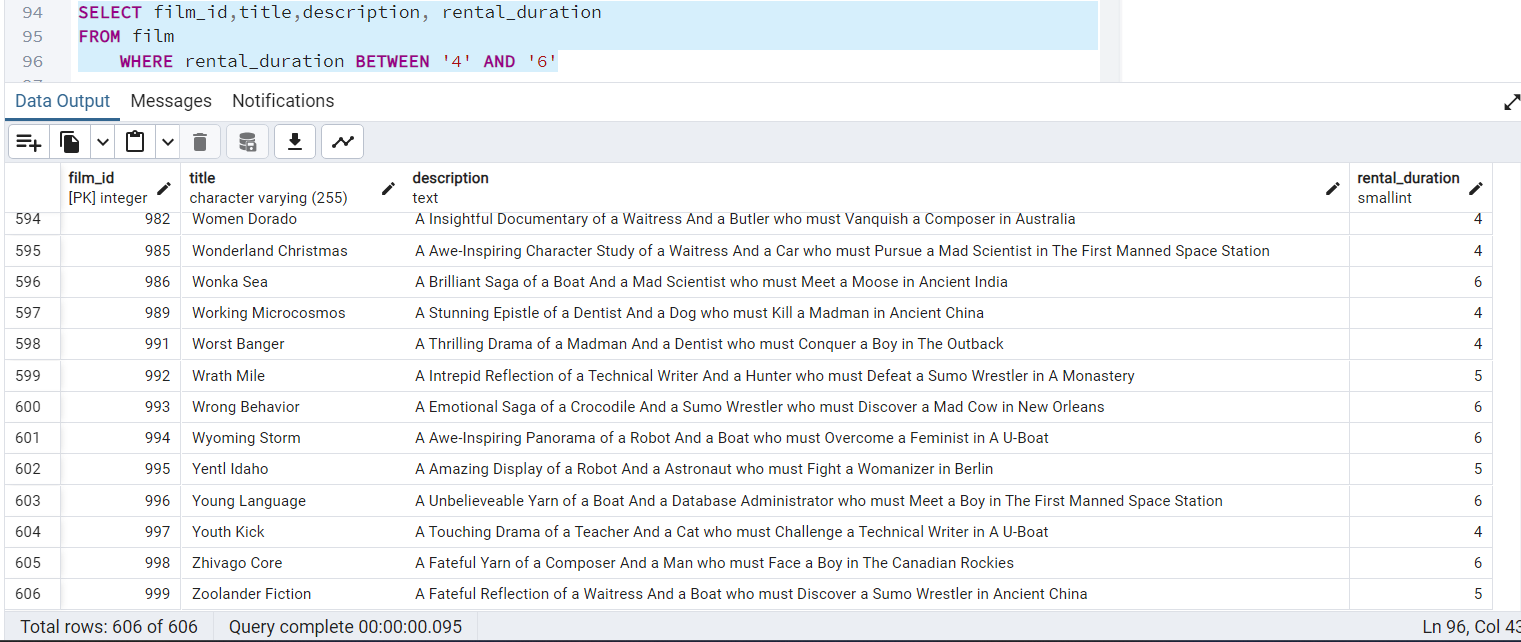 94 SELECT film_id,title,description, rental_duration
95 FROM film
96 WHERE rental_duration BETWEEN '4' AND '6'
Data Output Messages Notifications
film_id title description rental_duration
[PK] integer character varying (255) text smallint
594 982 Women Dorado A Insightful Documentary of a Waitress And a Butler who must Vanquish a Composer in Australia 4
595 985 Wonderland Christmas A Awe-Inspiring Character Study of a Waitress And a Car who must Pursue a Mad Scientist in The First Manned Space Station 4
596 986 Wonka Sea A Brilliant Saga of a Boat And a Mad Scientist who must Meet a Moose in Ancient India 6
597 989 Working Microcosmos A Stunning Epistle of a Dentist And a Dog who must Kill a Madman in Ancient China 4
598 991 Worst Banger A Thrilling Drama of a Madman And a Dentist who must Conquer a Boy in The Outback 4
599 992 Wrath Mile A Intrepid Reflection of a Technical Writer And a Hunter who must Defeat a Sumo Wrestler in A Monastery 5
600 993 Wrong Behavior A Emotional Saga of a Crocodile And a Sumo Wrestler who must Discover a Mad Cow in New Orleans 6
601 994 Wyoming Storm A Awe-Inspiring Panorama of a Robot And a Boat who must Overcome a Feminist in A U-Boat 6
602 995 Yentl Idaho A Amazing Display of a Robot And a Astronaut who must Fight a Womanizer in Berlin 5
603 996 Young Language A Unbelieveable Yarn of a Boat And a Database Administrator who must Meet a Boy in The First Manned Space Station 6
604 997 Youth Kick A Touching Drama of a Teacher And a Cat who must Challenge a Technical Writer in A U-Boat 4
605 998 Zhivago Core A Fateful Yarn of a Composer And a Man who must Face a Boy in The Canadian Rockies 6
606 999 Zoolander Fiction A Fateful Reflection of a Waitress And a Boat who must Discover a Sumo Wrestler in Ancient China 5
Total rows: 606 of 606 Query complete 00:00:00.095 Ln 96, Col 43